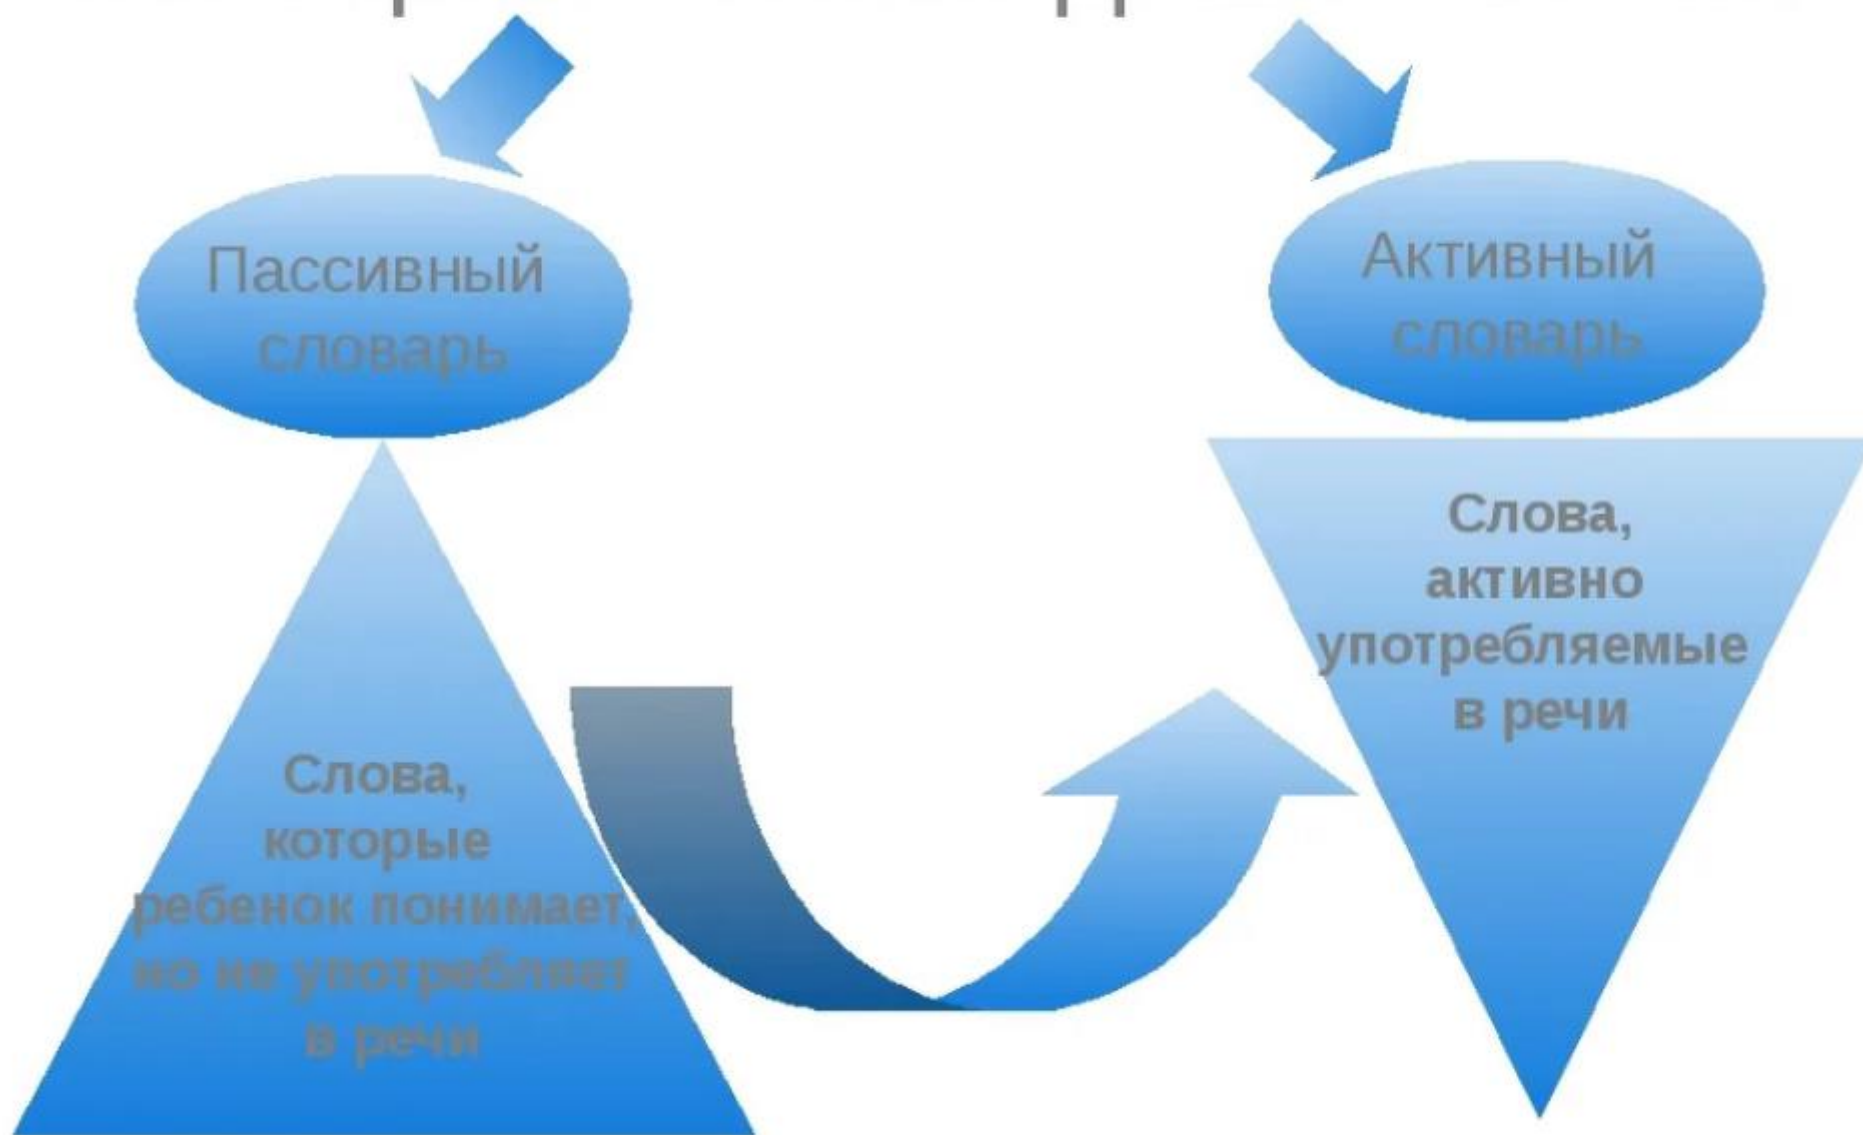 Пассивный
словарь
Активный
словарь
Слова,
активно
употребляемые
в речи
Слова,
которые
ребенок понимает,
но не употребляет
в речи